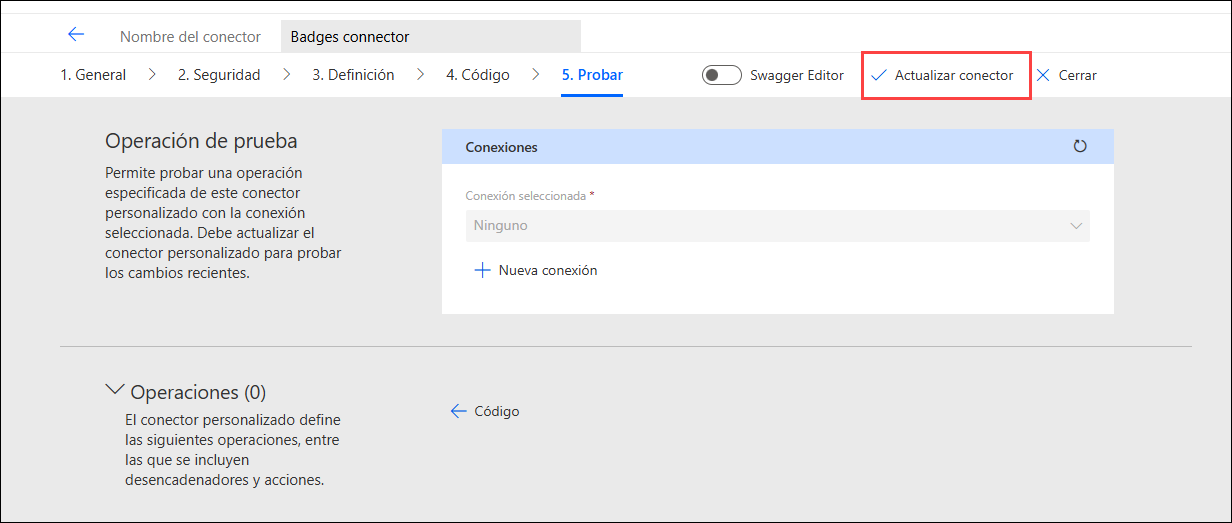 Nombre del conector Badges connector
1. General 2. Seguridad 3. Definición 4. Código 5. Probar Swagger Editor Actualizar conector Cerrar
Operación de prueba
Permite probar una operación
especificada de este conector
personalizado con la conexión
seleccionada. Debe actualizar el
conector personalizado para probar
los cambios recientes.
Conexiones
Conexión seleccionada *
Ninguno
Nueva conexión
Operaciones (0)
El conector personalizado define
las siguientes operaciones, entre
las que se incluyen
desencadenadores y acciones.
Código